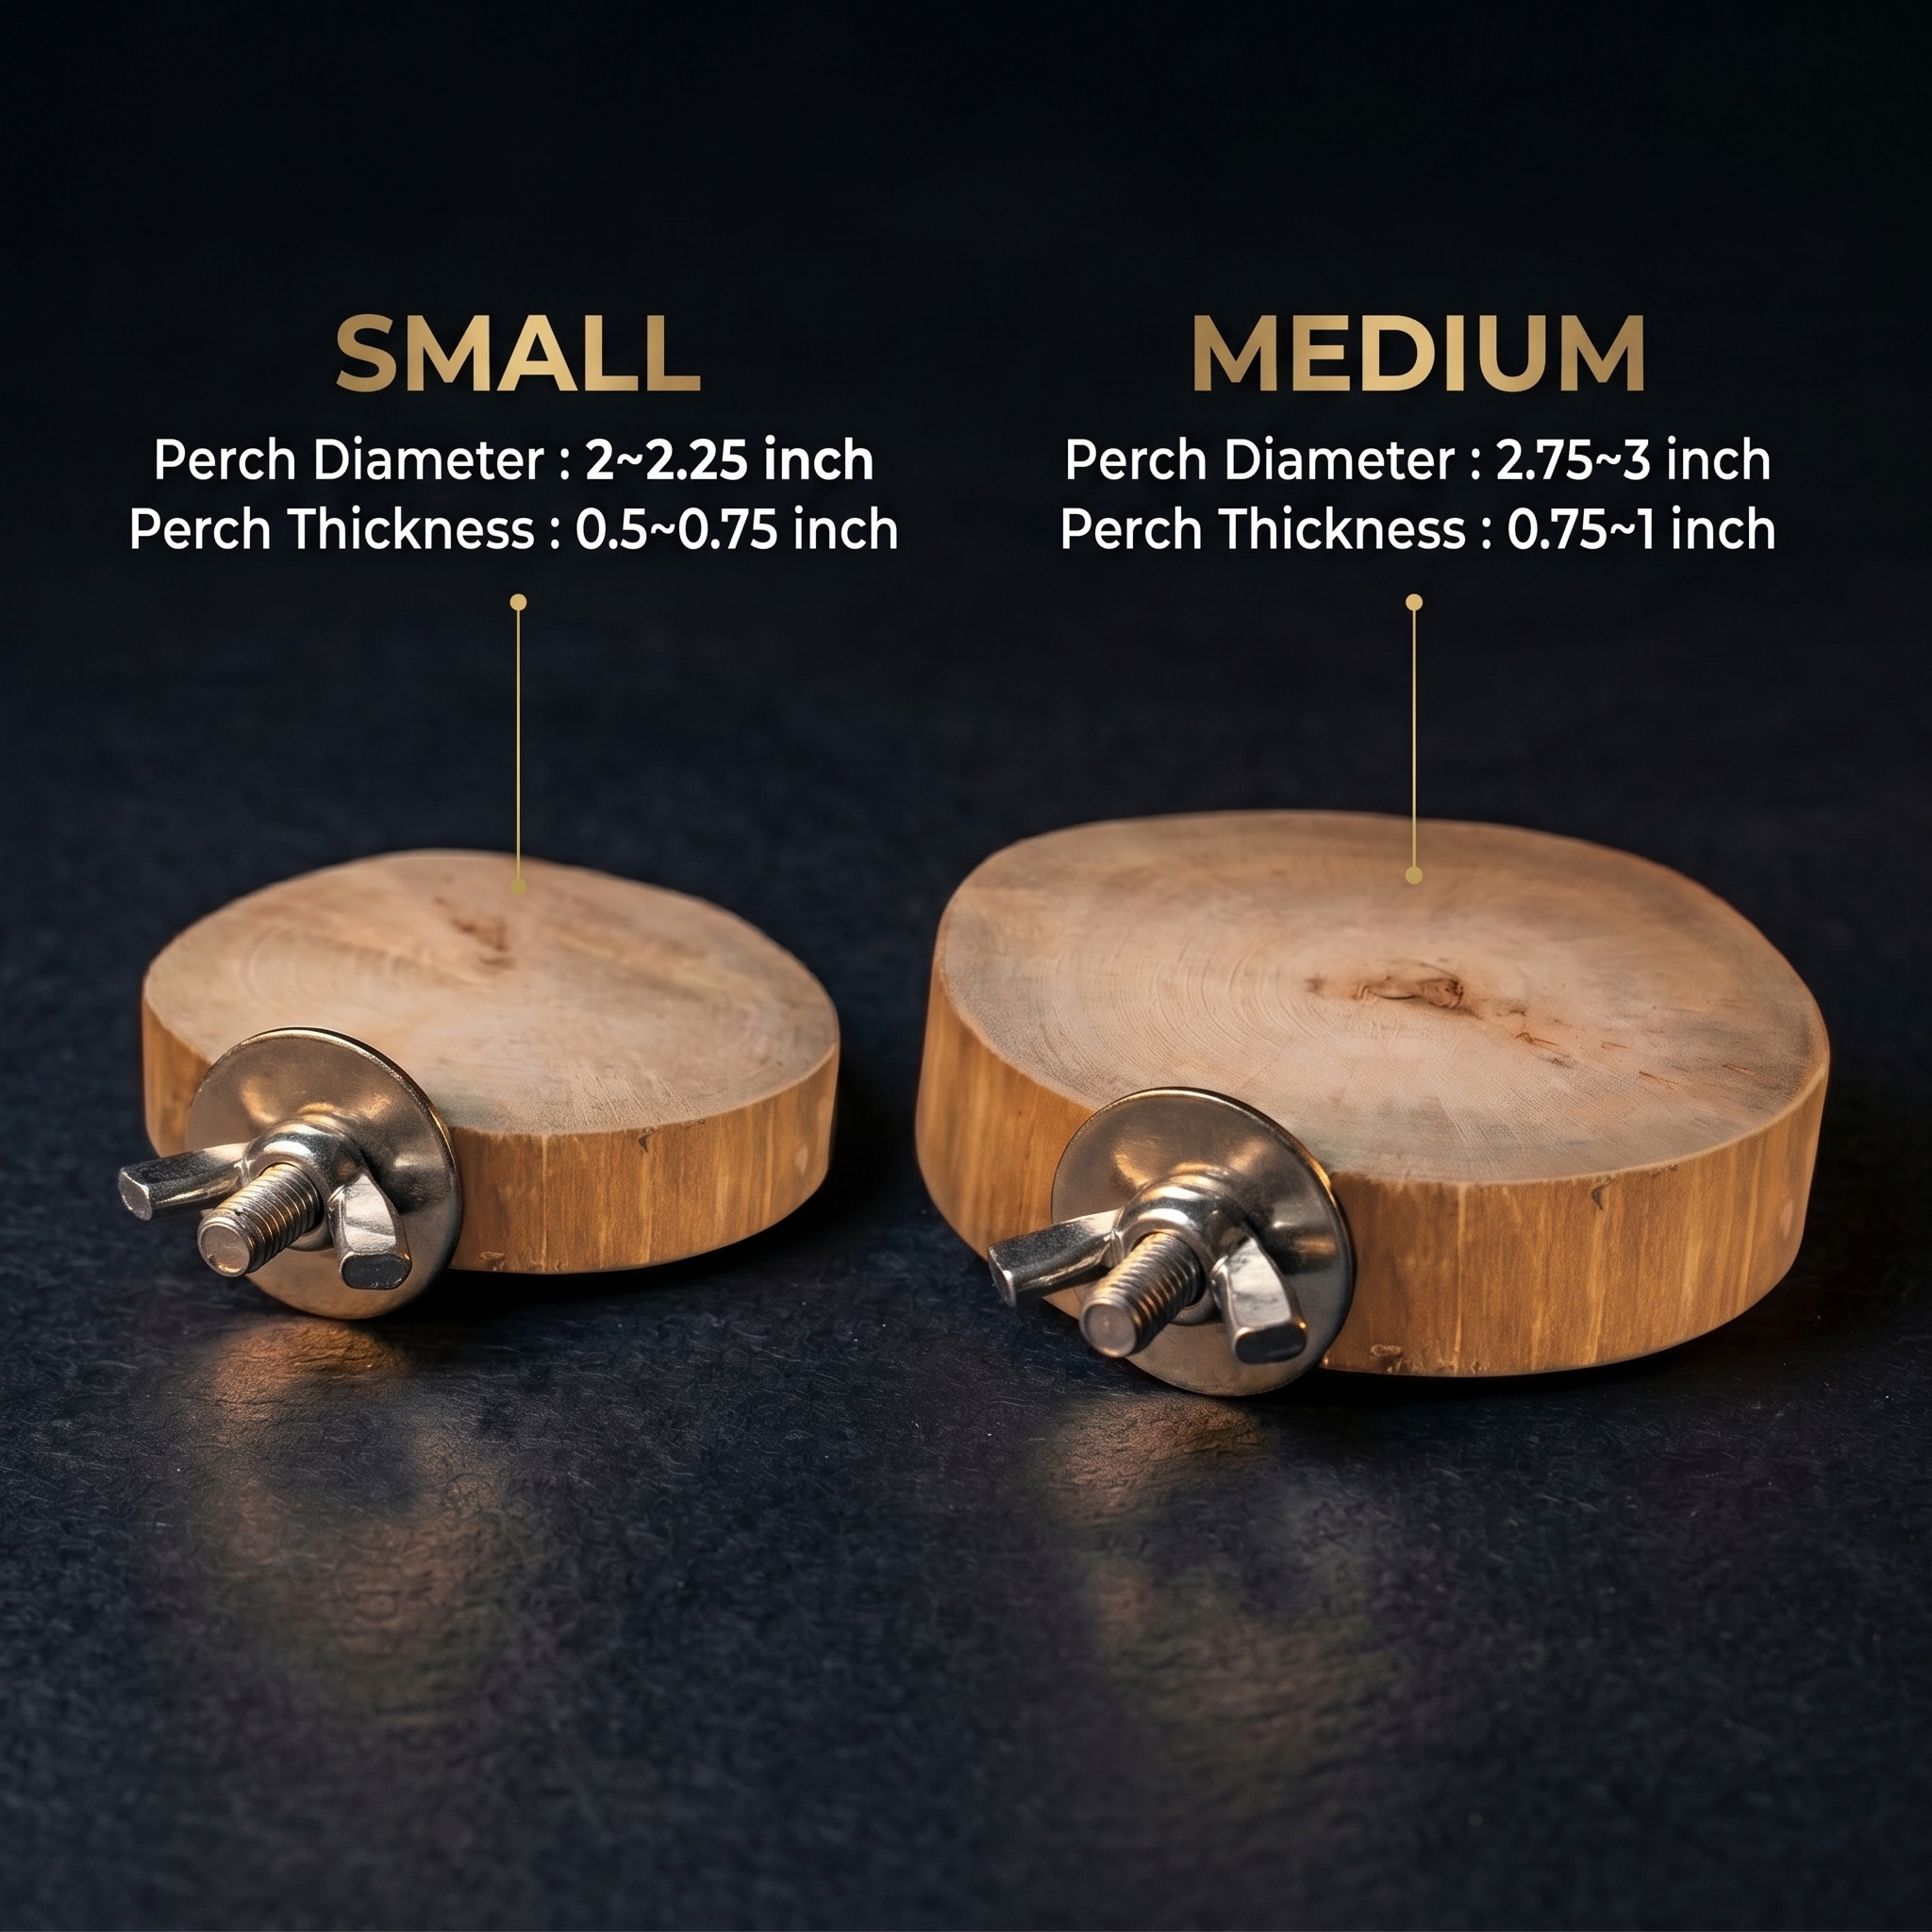 SMALL
Perch Diameter : 2~2.25 inch
Perch Thickness : 0.5~0.75 inch
MEDIUM
Perch Diameter : 2.75~3 inch
Perch Thickness : 0.75~1 inch